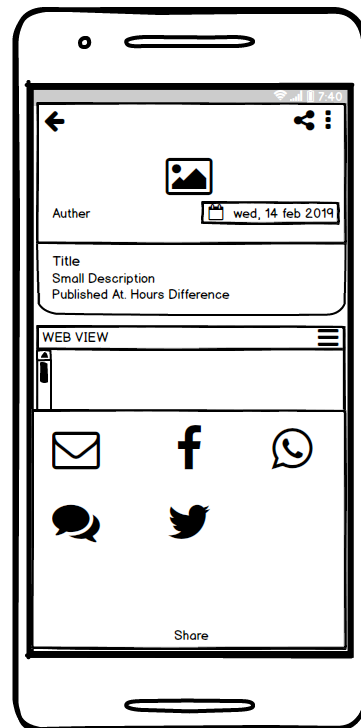 7:40
Auther
wed, 14 feb 2019
Title
Small Description
Published At. Hours Difference
WEB VIEW
Share